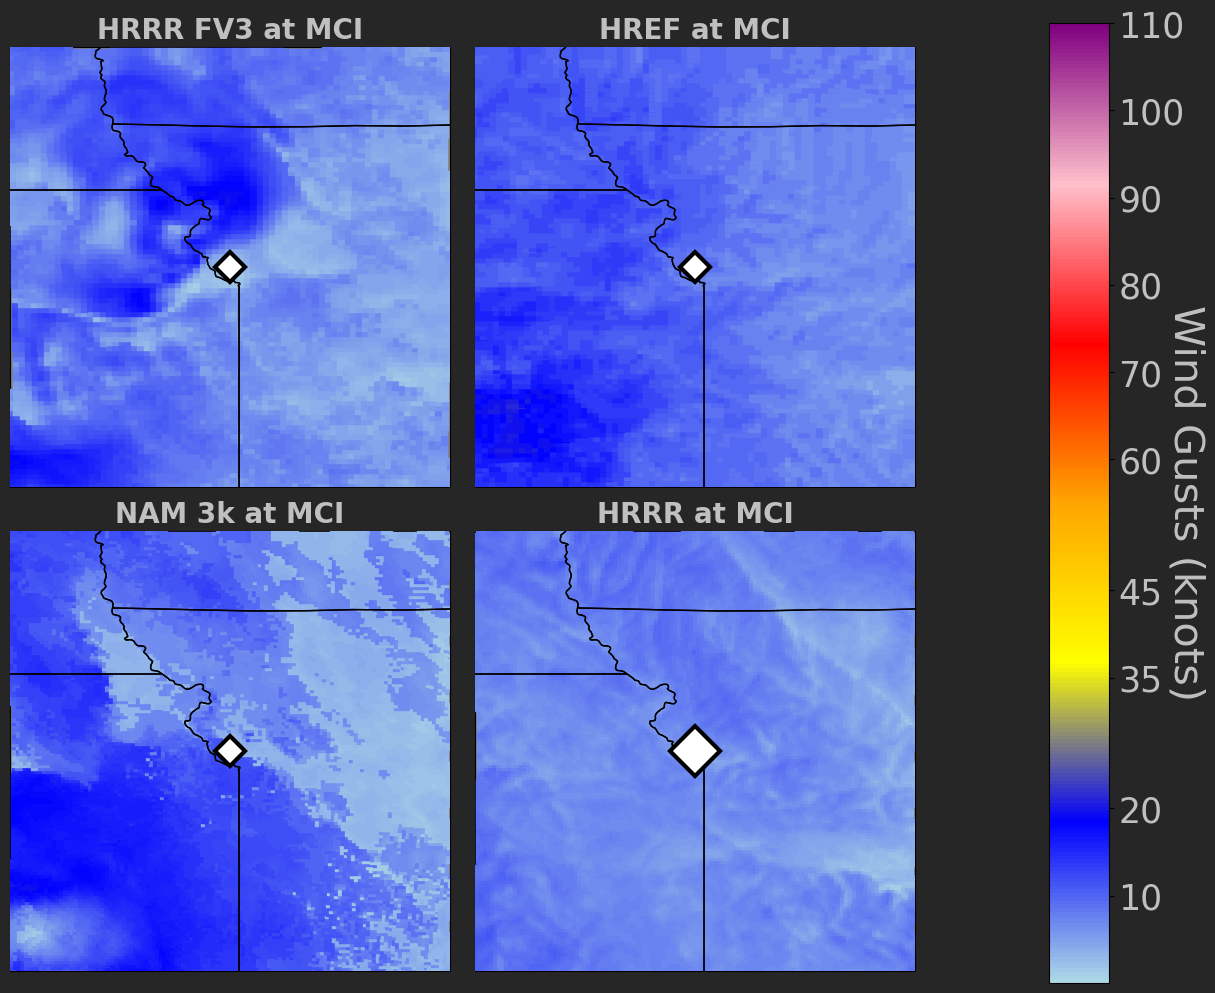 HRRR FV3 at MCI
HREF at MCI
NAM 3k at MCI
HRRR at MCI
110
100
90
80
70
60
45
35
20
10
Wind Gusts (knots)